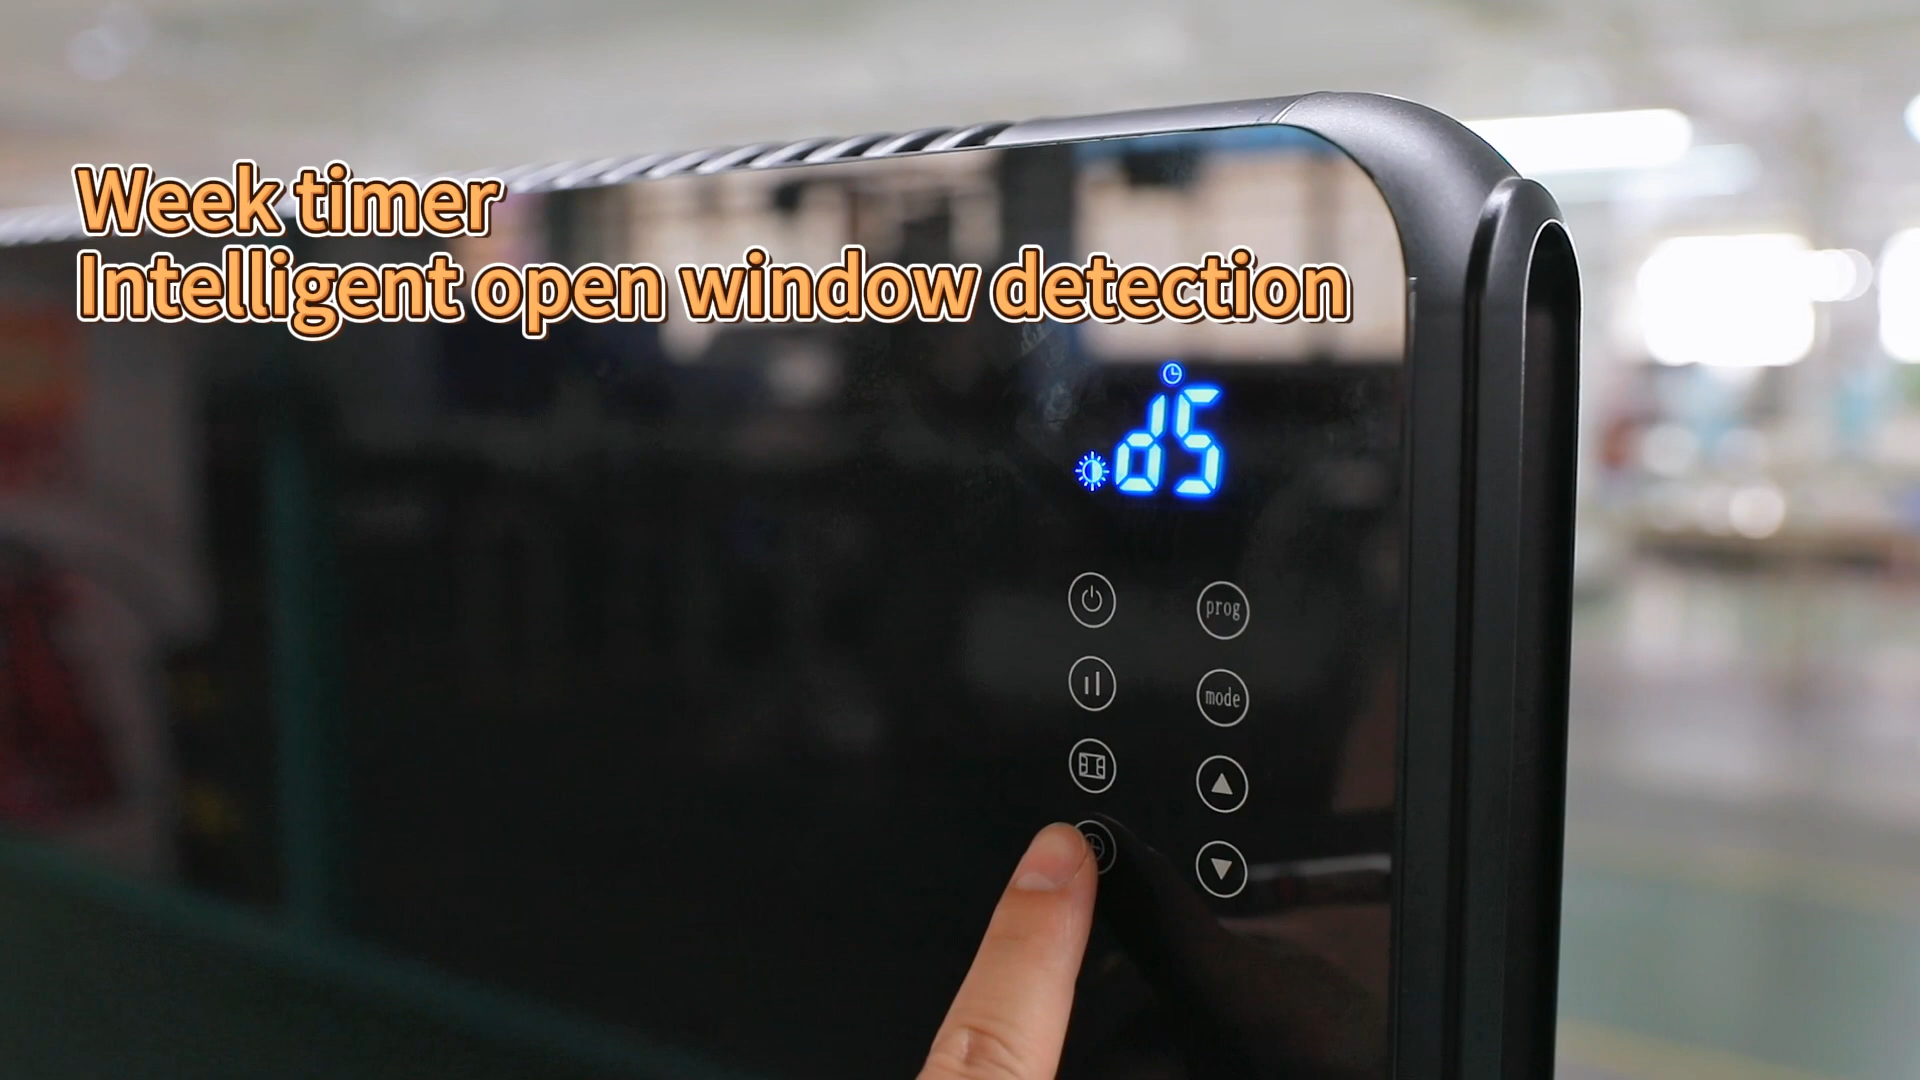 Week timer
Intelligent open window detection
d5
prog
mode